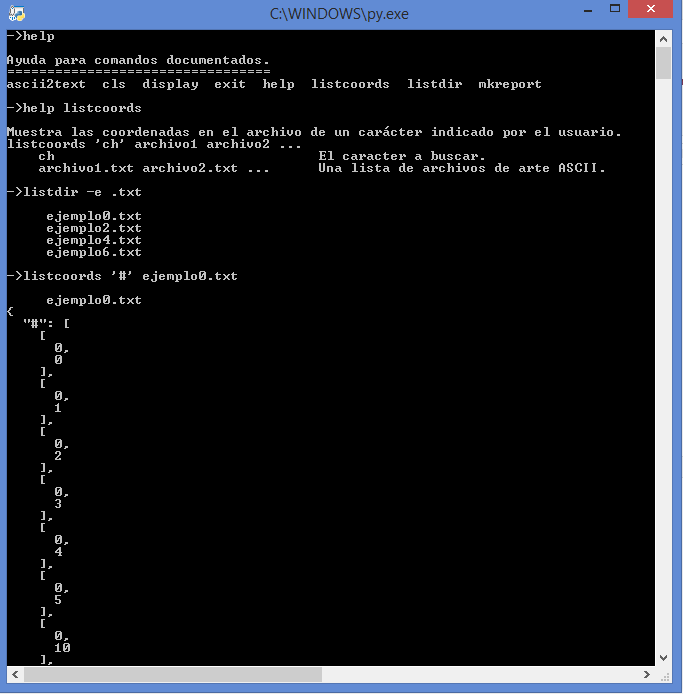 C:\WINDOWS\py.exe
->help
Ayuda para comandos documentados.
=================================
ascii2text  cls  display  exit  help  listcoords  listdir  mkreport
->help listcoords
Muestra las coordenadas en el archivo de un carácter indicado por el usuario.
listcoords 'ch' archivo1 archivo2 ...
    ch                                 El caracter a buscar.
    archivo1.txt archivo2.txt ...      Una lista de archivos de arte ASCII.
->listdir -e .txt
     ejemplo0.txt
     ejemplo2.txt
     ejemplo4.txt
     ejemplo6.txt
->listcoords '#' ejemplo0.txt
     ejemplo0.txt
{
  "#": [
    [
      0,
      0
    ],
    [
      0,
      1
    ],
    [
      0,
      2
    ],
    [
      0,
      3
    ],
    [
      0,
      4
    ],
    [
      0,
      5
    ],
    [
      0,
      10
    ],